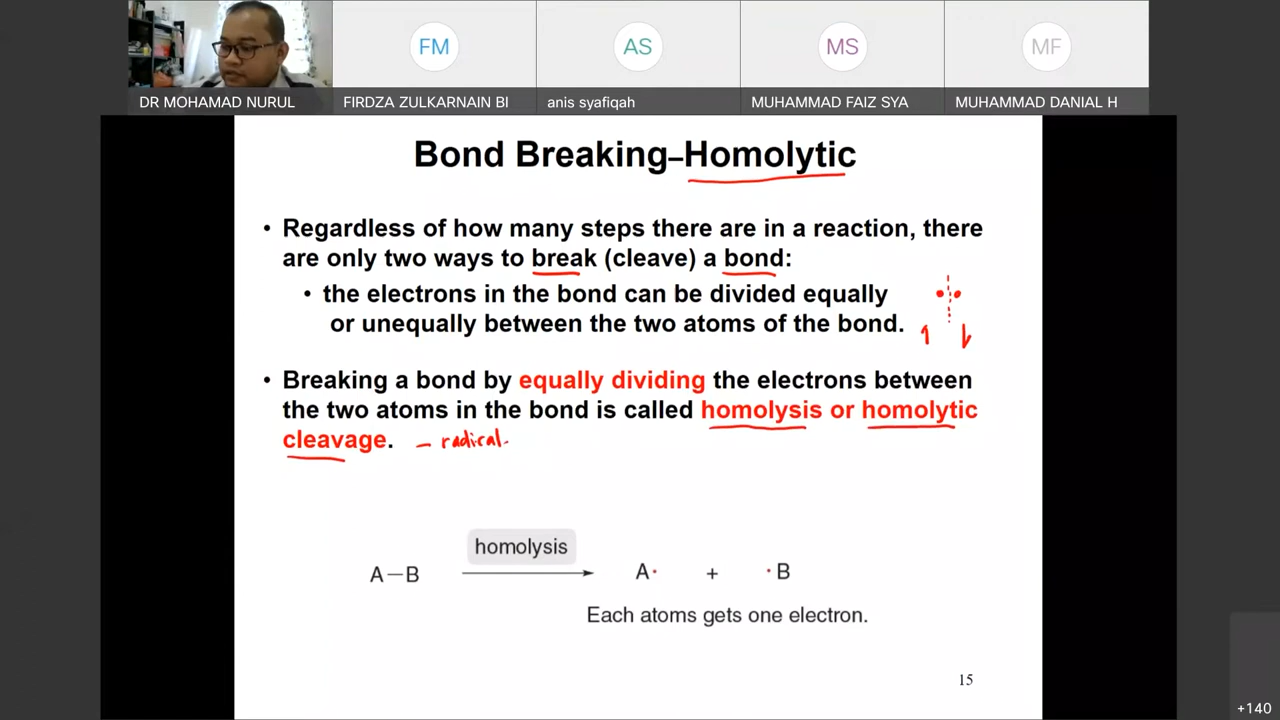 FM
AS
MS
MF
DR MOHAMAD NURUL
FIRDZA ZULKARNAIN BI
anis syafiqah
MUHAMMAD FAIZ SYA
MUHAMMAD DANIAL H
Bond Breaking–Homolytic
• Regardless of how many steps there are in a reaction, there
are only two ways to break (cleave) a bond:
• the electrons in the bond can be divided equally
or unequally between the two atoms of the bond.
• Breaking a bond by equally dividing the electrons between
the two atoms in the bond is called homolysis or homolytic
cleavage. – radical.
homolysis
A—B A· + ·B
Each atoms gets one electron.
15
+140